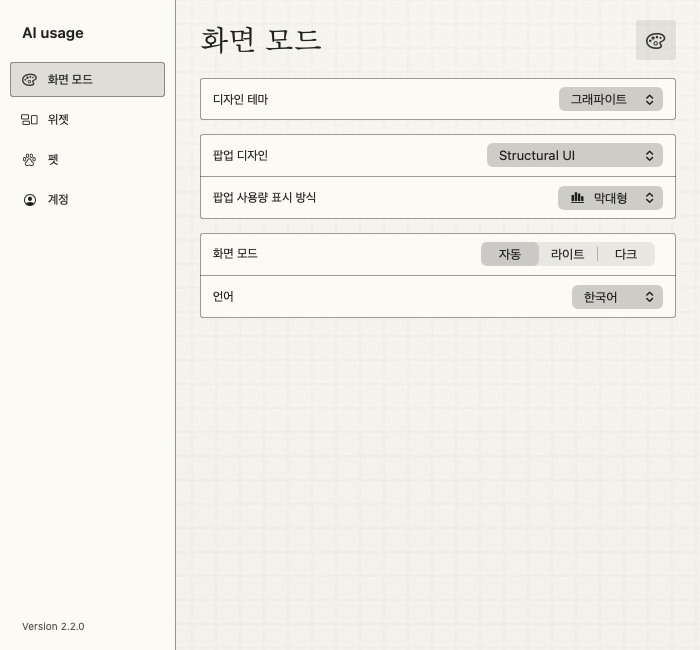 AI usage
화면 모드
위젯
펫
계정
Version 2.2.0
화면 모드
디자인 테마
그래파이트
팝업 디자인
Structural UI
팝업 사용량 표시 방식
막대형
화면 모드
자동 라이트 다크
언어
한국어